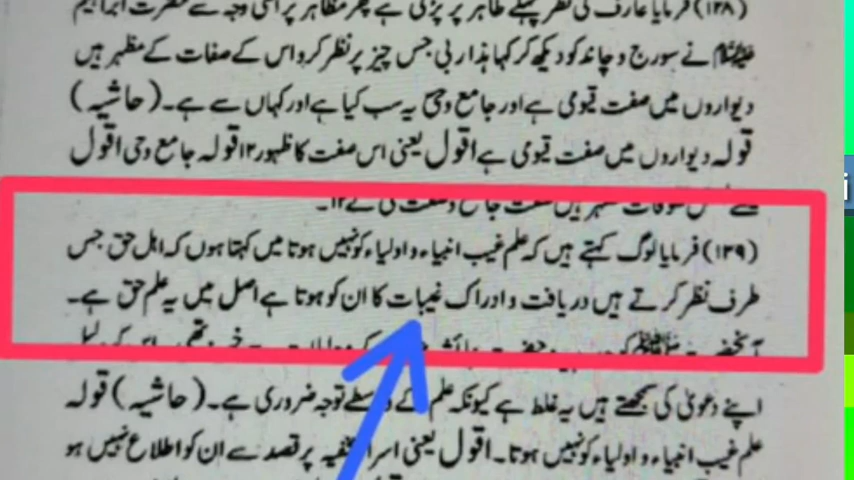 (۱۳۸) فرمایا عارف کی نظر پہلے ظاہر پر پڑتی ہے پھر مظاہر پر اسی وجہ سے حضرت ابراہیم
علیہ السلام نے سورج و چاند کو دیکھ کر کہا ہذا ربی جس چیز پر نظر کرو اس کے صفات کے مظہر ہیں
دیواروں میں صفت قیومی ہے اور جامع وحی یہ سب کیا ہے اور کہاں سے ہے۔ (حاشیہ)
قولہ دیواروں میں صفت قیومی ہے اقول یعنی اس صفت کا ظہور ۱۲ قولہ جامع وحی اقول
(۱۳۹) فرمایا لوگ کہتے ہیں کہ علم غیب انبیاء و اولیاء کو نہیں ہوتا میں کہتا ہوں کہ اہل حق جس
طرف نظر کرتے ہیں دریافت و ادراک غیبات کا ان کو ہوتا ہے اصل میں یہ علم حق ہے۔
اپنے دعویٰ کی سمجھتے ہیں یہ غلط ہے کیونکہ علم کے واسطے توجہ ضروری ہے۔ (حاشیہ) قولہ
علم غیب انبیاء و اولیاء کو نہیں ہوتا۔ اقول یعنی اسرار خفیہ پر قصد سے ان کو اطلاع نہیں ہو
i